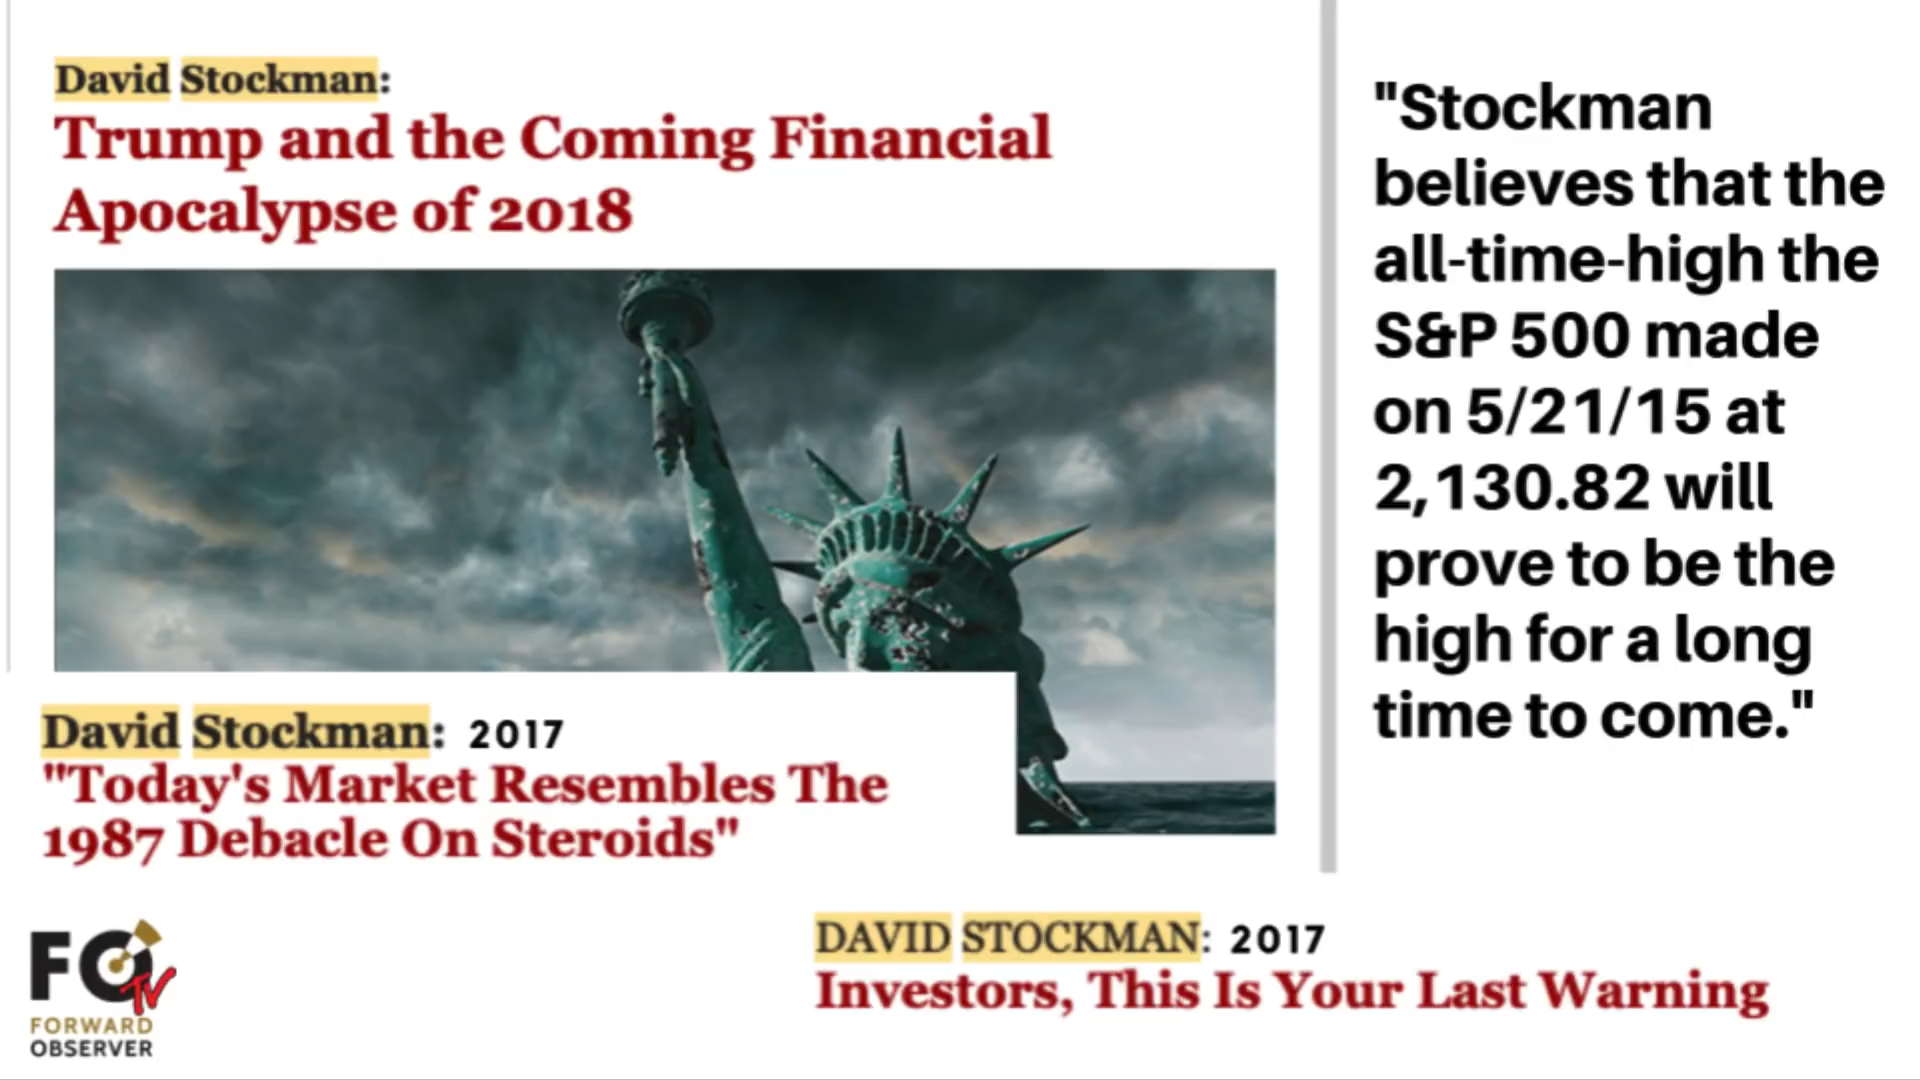 David Stockman:
Trump and the Coming Financial
Apocalypse of 2018
David Stockman: 2017
"Today's Market Resembles The
1987 Debacle On Steroids"
DAVID STOCKMAN: 2017
Investors, This Is Your Last Warning
"Stockman
believes that the
all-time-high the
S&P 500 made
on 5/21/15 at
2,130.82 will
prove to be the
high for a long
time to come."
FO
TV
FORWARD
OBSERVER